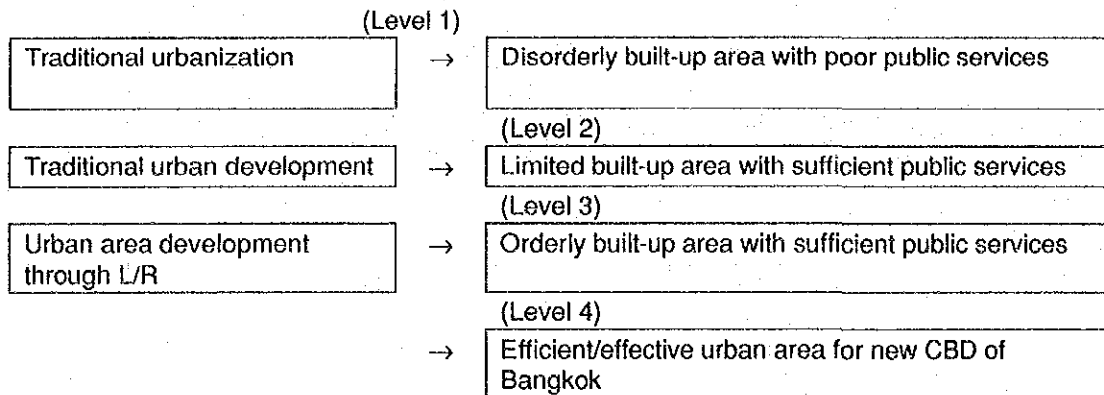 (Level 1)
Traditional urbanization → Disorderly built-up area with poor public services
(Level 2)
Traditional urban development → Limited built-up area with sufficient public services
(Level 3)
Urban area development → Orderly built-up area with sufficient public services
through L/R
(Level 4)
→ Efficient/effective urban area for new CBD of
Bangkok